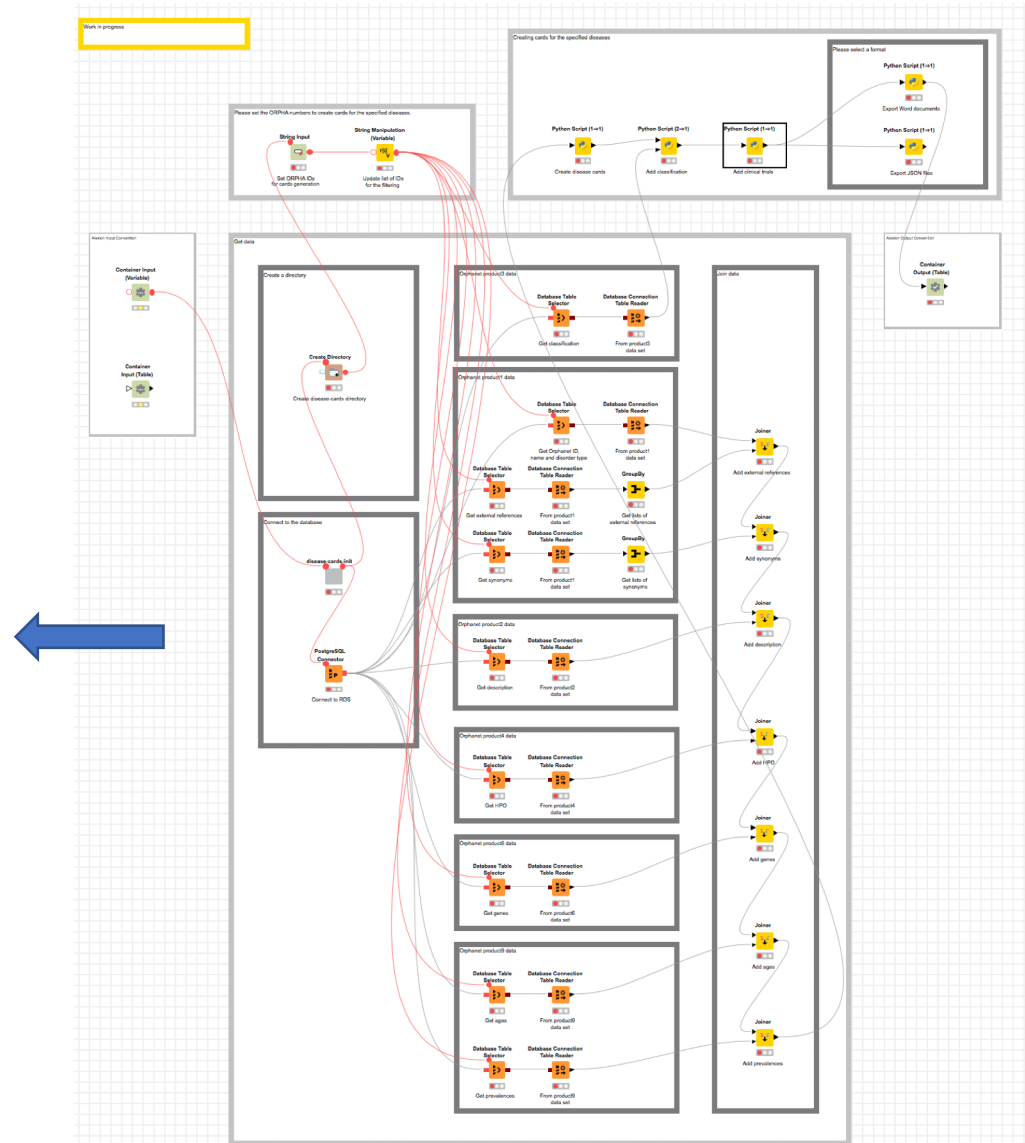 Work in progress
Creating cards for the specified diseases
Please select a format
Python Script (1⇒1)
Export Word documents
Python Script (1⇒1)
Create disease cards
Python Script (2⇒1)
Add classification
Python Script (1⇒1)
Add clinical trials
Python Script (1⇒1)
Export JSON files
Please set the ORPHA numbers to create cards for the specified diseases.
String Input
Set ORPHA IDs
for cards generation
String Manipulation
(Variable)
Update list of IDs
for the filtering
Container Input
(Variable)
Container
Input (Table)
Container
Output (Table)
Get data
Create a directory
Create Directory
Create disease-cards directory
Connect to the database
disease-cards-init
PostgreSQL
Connector
Connect to RDS
Orphanet product3 data
Database Table
Selector
Get classification
Database Connection
Table Reader
From product3
data set
Orphanet product1 data
Database Table
Selector
Get Orphanet ID,
name and disorder type
Database Connection
Table Reader
From product1
data set
Database Table
Selector
Get external references
Database Connection
Table Reader
From product1
data set
GroupBy
Get lists of
external references
Database Table
Selector
Get synonyms
Database Connection
Table Reader
From product1
data set
GroupBy
Get lists of
synonyms
Orphanet product2 data
Database Table
Selector
Get description
Database Connection
Table Reader
From product2
data set
Orphanet product4 data
Database Table
Selector
Get HPO
Database Connection
Table Reader
From product4
data set
Orphanet product6 data
Database Table
Selector
Get genes
Database Connection
Table Reader
From product6
data set
Orphanet product9 data
Database Table
Selector
Get ages
Database Connection
Table Reader
From product9
data set
Database Table
Selector
Get prevalences
Database Connection
Table Reader
From product9
data set
Join data
Joiner
Add external references
Joiner
Add synonyms
Joiner
Add description
Joiner
Add HPO
Joiner
Add genes
Joiner
Add ages
Joiner
Add prevalences